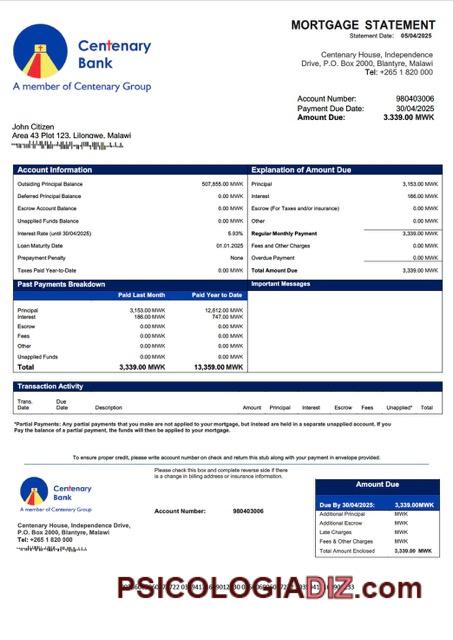 MORTGAGE STATEMENT
Statement Date: 05/04/2025
Centenary
Bank
A member of Centenary Group
Centenary House, Independence
Drive, P.O. Box 2000, Blantyre, Malawi
Tel: +265 1 820 000
Account Number: 980403006
Payment Due Date: 30/04/2025
Amount Due: 3.339.00 MWK
John Citizen
Area 43 Plot 123, Lilongwe, Malawi
Account Information
Outsiding Principal Balance 507,855.00 MWK
Deferred Principal Balance 0.00 MWK
Escrow Account Balance 0.00 MWK
Unapplied Funds Balance 0.00 MWK
Interest Rate (until 30/04/2025) 5.93%
Loan Maturity Date 01.01.2025
Prepayment Penalty None
Taxes Paid Year-to-Date 0.00 MWK
Explanation of Amount Due
Principal 3,153.00 MWK
Interest 186.00 MWK
Escrow (For Taxes and/or insurance) 0.00 MWK
Other 0.00 MWK
Regular Monthly Payment 3,339.00 MWK
Fees and Other Charges 0.00 MWK
Overdue Payment 0.00 MWK
Total Amount Due 3,339.00 MWK
Past Payments Breakdown
Paid Last Month Paid Year to Date
Principal 3,153.00 MWK 12,612.00 MWK
Interest 186.00 MWK 747.00 MWK
Escrow 0.00 MWK 0.00 MWK
Fees 0.00 MWK 0.00 MWK
Other 0.00 MWK 0.00 MWK
Unapplied Funds 0.00 MWK 0.00 MWK
Total 3,339.00 MWK 13,359.00 MWK
Important Messages
Transaction Activity
Trans. Date Due Date Description Amount Principal Interest Escrow Fees Unapplied* Total
*Partial Payments: Any partial payments that you make are not applied to your mortgage, but instead are held in a separate unapplied account. If you
Pay the balance of a partial payment, the funds will then be applied to your mortgage.
To ensure proper credit, please write account number on check and return this stub along with your payment in envelope provided.
Centenary
Bank
A member of Centenary Group
Please check this box and complete reverse side if there
is a change in billing address or insurance information.
Account Number: 980403006
Centenary House, Independence Drive,
P.O. Box 2000, Blantyre, Malawi
Tel: +265 1 820 000
Amount Due
Due By 30/04/2025: 3,339.00MWK
Additional Principal MWK
Additional Escrow MWK
Late Charges MWK
Fees & Other Charges MWK
Total Amount Enclosed 3,339.00 MWK
PSICOLOGIADIZ.com